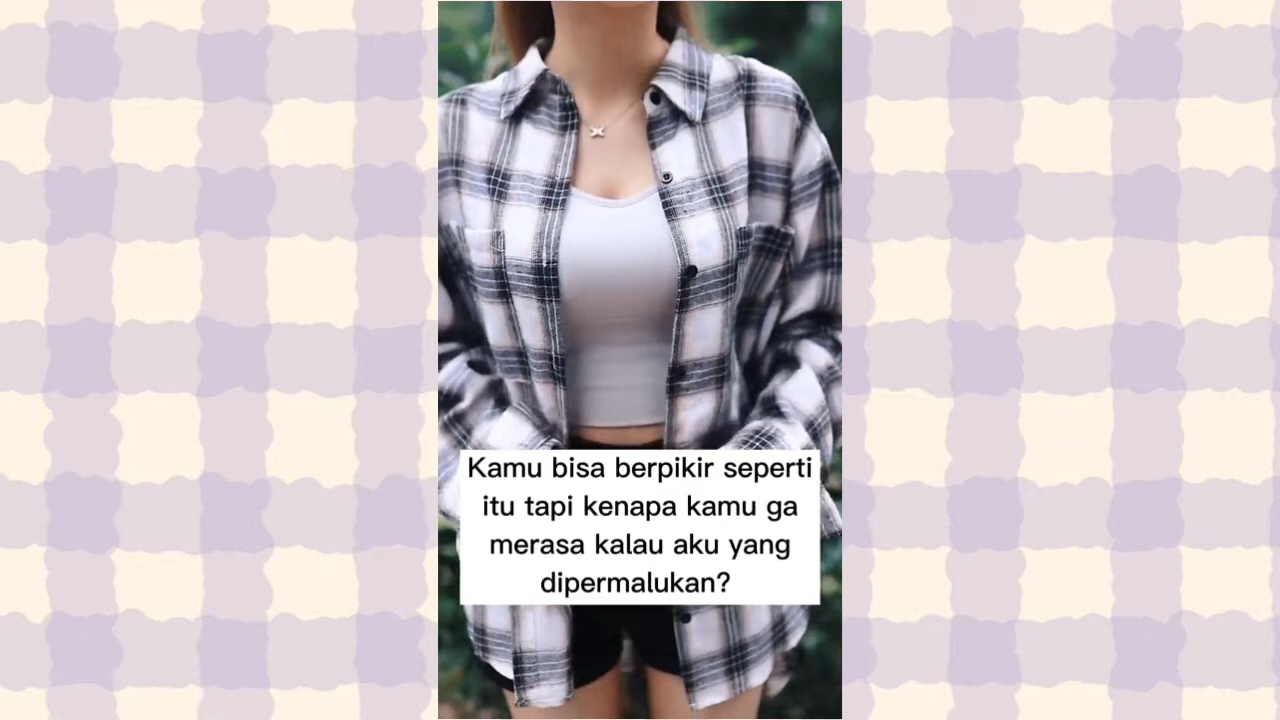 Kamu bisa berpikir seperti
itu tapi kenapa kamu ga
merasa kalau aku yang
dipermalukan?